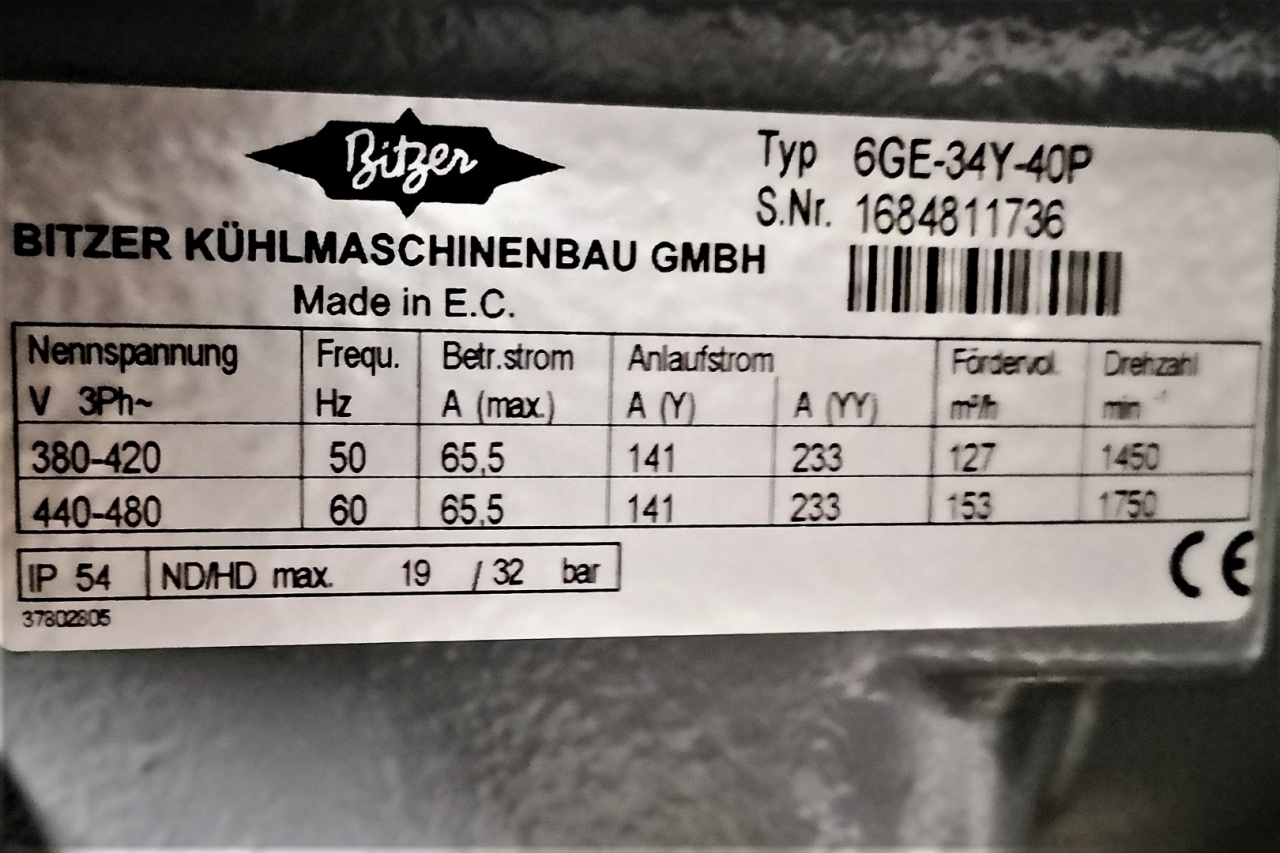 Bitzer
Typ 6GE-34Y-40P
S.Nr. 1684811736
BITZER KÜHLMASCHINENBAU GMBH
Made in E.C.
Nennspannung Frequ. Betr.strom Anlaufstrom Fördervol. Drehzahl
V 3Ph~ Hz A (max.) A (Y) A (YY) m³/h min⁻¹
380-420 50 65,5 141 233 127 1450
440-480 60 65,5 141 233 153 1750
IP 54 ND/HD max. 19 / 32 bar
CE
37802805